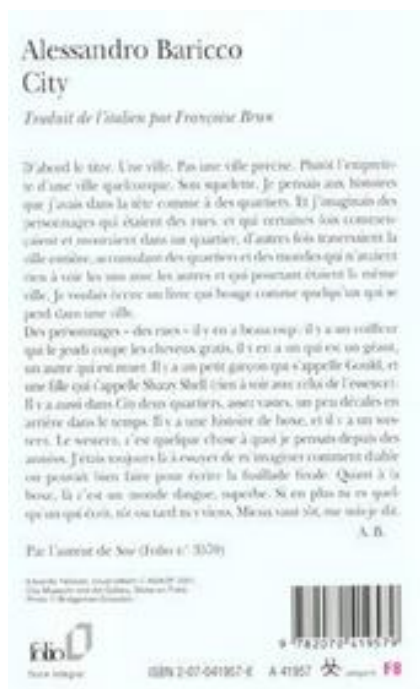 Alessandro Baricco
City
Traduit de l'italien par Françoise Brun
D'abord le titre. Une ville. Pas une ville précise. Plutôt l'emprein-
te d'une ville quelconque. Son squelette. Je pensais aux histoires
que j'avais dans la tête comme à des quartiers. Et j'imaginais des
personnages qui étaient des rues, et qui certaines fois commen-
çaient et mouraient dans un quartier, d'autres fois traversaient la
ville entière, accumulant des quartiers et des mondes qui n'avaient
rien à voir les uns avec les autres et qui pourtant étaient la même
ville. Je voulais écrire un livre qui bouge comme quelqu'un qui se
perd dans une ville.
Des personnages – des rues – il y en a beaucoup : il y a un coiffeur
qui le jeudi coupe les cheveux gratis, il y en a un qui est un géant,
un autre qui est muet. Il y a un petit garçon qui s'appelle Gould, et
une fille qui s'appelle Shatzy Shell (rien à voir avec celui de l'essence).
Il y a aussi dans City deux quartiers, assez vastes, un peu décalés en
arrière dans le temps. Il y a une histoire de boxe, et il y a un wes-
tern. Le western, c'est quelque chose à quoi je pensais depuis des
années. J'étais toujours là à essayer de m'imaginer comment diable
on pouvait bien faire pour écrire la fusillade finale. Quant à la
boxe, là c'est un monde dingue, superbe. Si en plus tu es quel-
qu'un qui écrit, tôt ou tard tu y viens. Mieux vaut tôt, me suis-je dit.
A. B.
Par l'auteur de Soie (Folio n° 3570)
folio
texte intégral
9 782070 419579
ISBN 2-07-041957-6 A 41957 catégorie F8